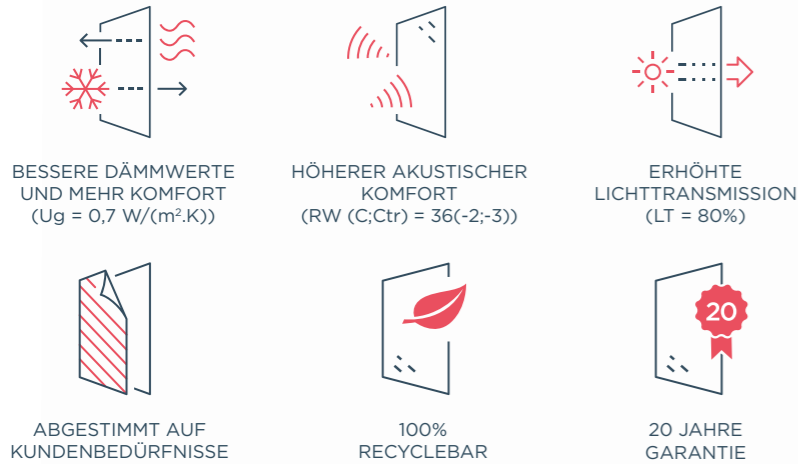 BESSERE DÄMMWERTE
UND MEHR KOMFORT
(Ug = 0,7 W/(m².K))
HÖHERER AKUSTISCHER
KOMFORT
(RW (C;Ctr) = 36(-2;-3))
ERHÖHTE
LICHTTRANSMISSION
(LT = 80%)
ABGESTIMMT AUF
KUNDENBEDÜRFNISSE
100%
RECYCLEBAR
20
20 JAHRE
GARANTIE